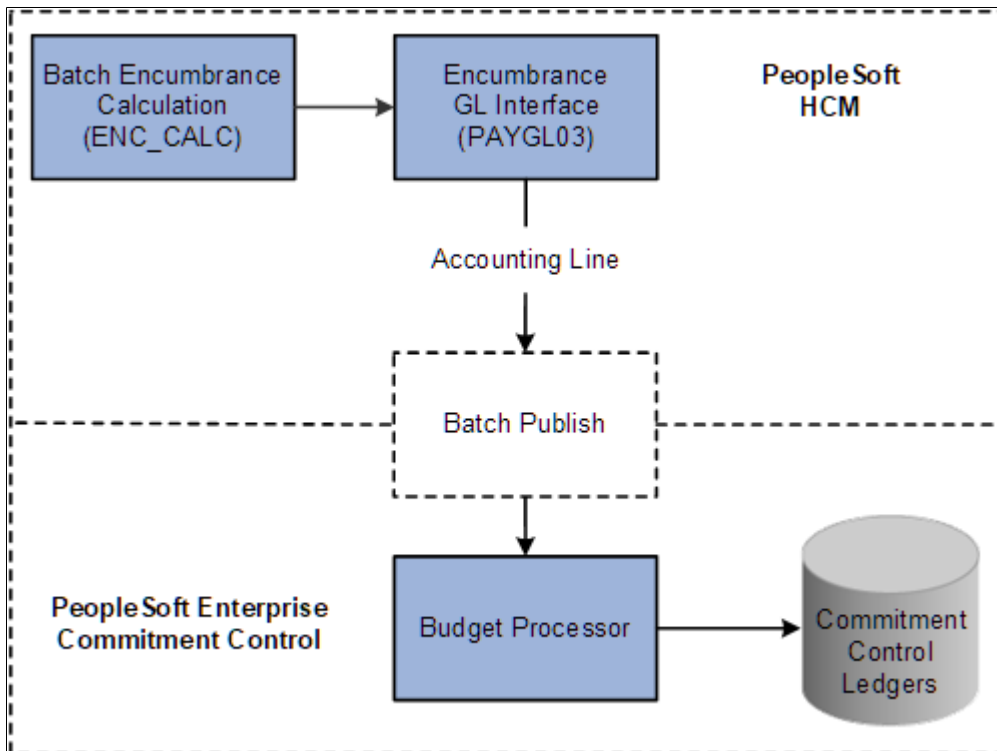 Batch Encumbrance
Calculation
(ENC_CALC)
Encumbrance
GL Interface
(PAYGL03)
PeopleSoft
HCM
Accounting Line
Batch Publish
PeopleSoft Enterprise
Commitment Control
Budget Processor
Commitment
Control
Ledgers